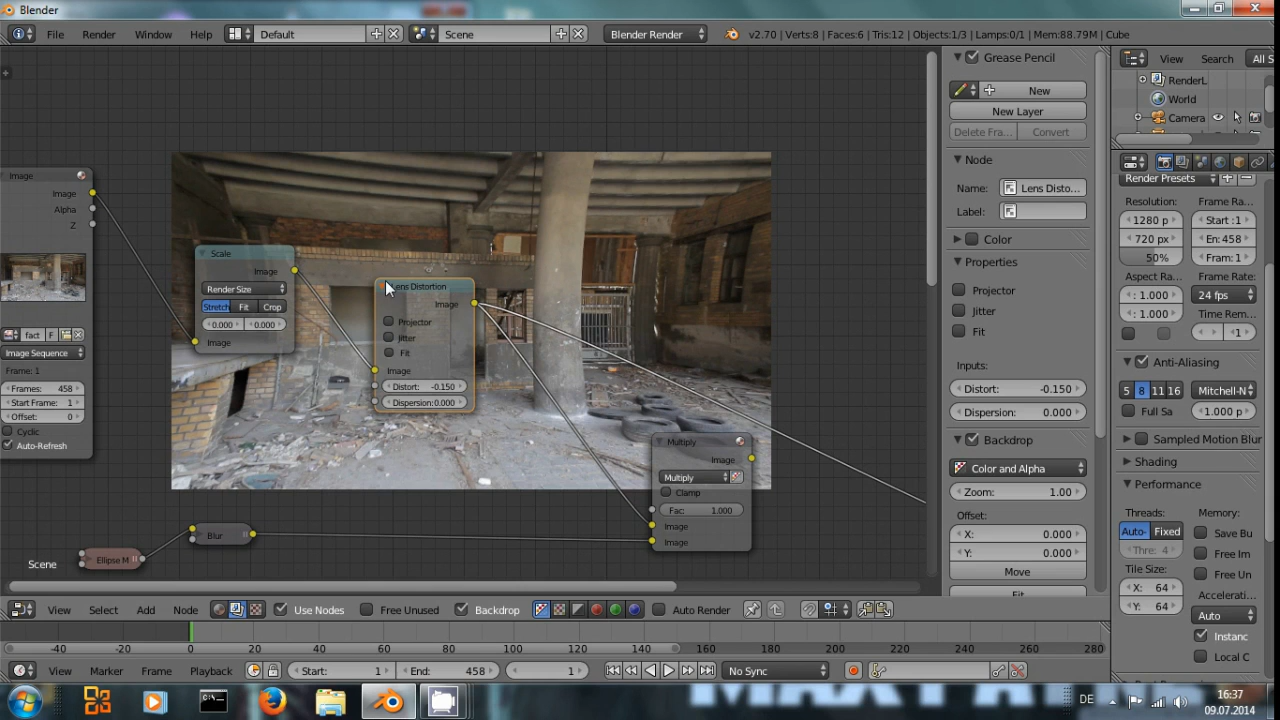 Blender
File Render Window Help Default Scene Blender Render v2.70 | Verts:8 | Faces:6 | Tris:12 | Objects:1/3 | Lamps:0/1 | Mem:88.79M | Cube
Image
Image
Alpha
Z
fact F
Image Sequence
Frame: 1
Frames: 458
Start Frame: 1
Offset: 0
Cyclic
Auto-Refresh
Scale
Image
Render Size
Stretch Fit Crop
0.000 0.000
Image
Lens Distortion
Image
Projector
Jitter
Fit
Image
Distort: -0.150
Dispersion:0.000
Multiply
Image
Multiply
Clamp
Fac: 1.000
Image
Image
Blur
Ellipse M
Scene
Grease Pencil
New
New Layer
Delete Fra... Convert
Node
Name: Lens Disto...
Label:
Color
Properties
Projector
Jitter
Fit
Inputs:
Distort: -0.150
Dispersion: 0.000
Backdrop
Color and Alpha
Zoom: 1.00
Offset:
X: 0.000
Y: 0.000
Move
Fit
View Search All S
RenderL
World
Camera
Render Presets
Resolution: Frame Ra...
1280 p Start :1
720 px En: 458
50% Fram: 1
Aspect Ra Frame Rate:
: 1.000 24 fps
: 1.000 Time Rem...
1
Anti-Aliasing
5 8 11 16 Mitchell-N
Full Sa 1.000 p
Sampled Motion Blur
Shading
Performance
Threads: Memory:
Auto- Fixed Save Bu
Thre: 4 Free Im
Tile Size: Free Un
X: 64 Accelerati...
Y: 64 Auto
Instanc
Local C
View Select Add Node Use Nodes Free Unused Backdrop Auto Render
-40 -20 0 20 40 60 80 100 120 140 160 180 200 220 240 260 280
View Marker Frame Playback Start: 1 End: 458 1 No Sync
DE 16:37
09.07.2014